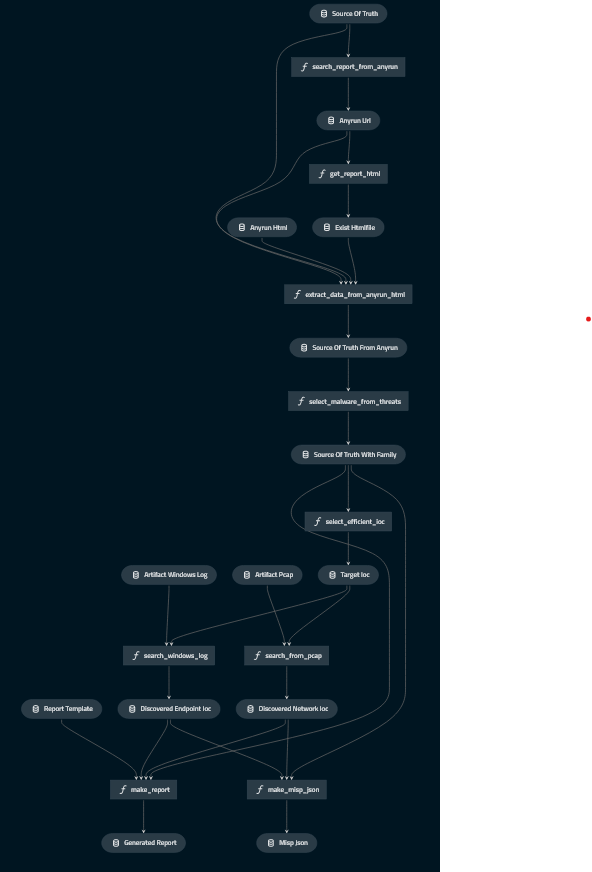 Source Of Truth
search_report_from_anyrun
Anyrun Url
get_report_html
Anyrun Html
Exist Htmlfile
extract_data_from_anyrun_html
Source Of Truth From Anyrun
select_malware_from_threats
Source Of Truth With Family
select_efficient_ioc
Artifact Windows Log
Artifact Pcap
Target Ioc
search_windows_log
search_from_pcap
Report Template
Discovered Endpoint Ioc
Discovered Network Ioc
make_report
make_misp_json
Generated Report
Misp Json